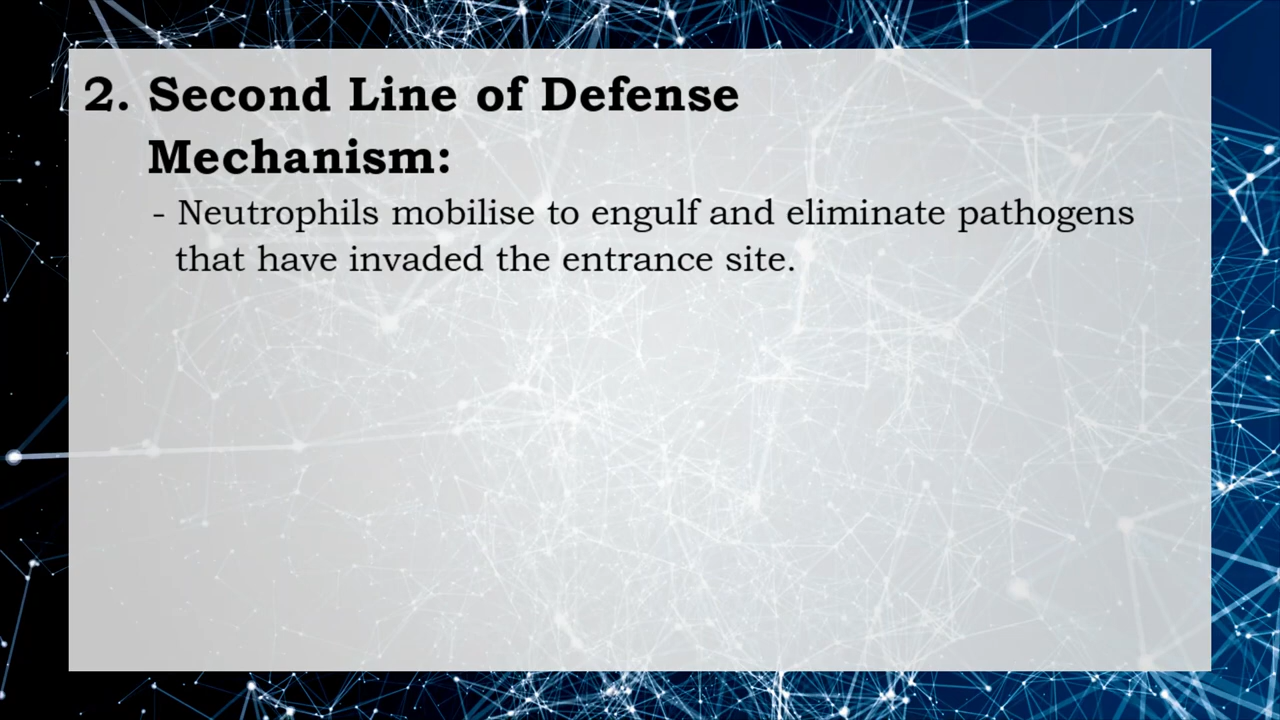 2. Second Line of Defense
Mechanism:
- Neutrophils mobilise to engulf and eliminate pathogens
that have invaded the entrance site.